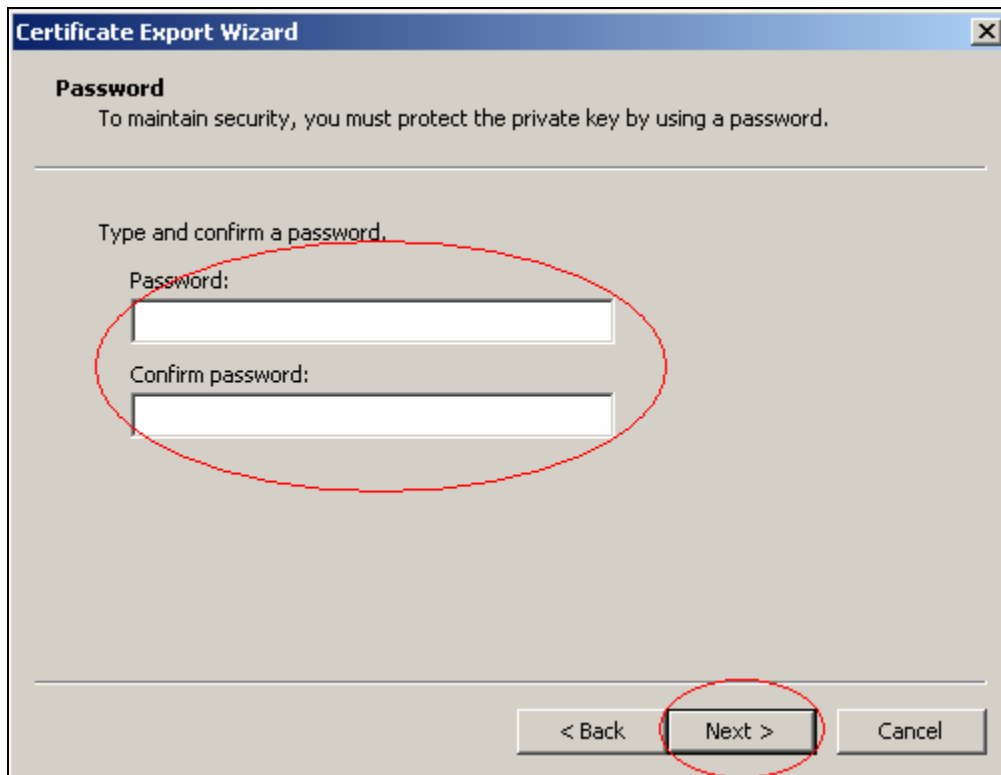 Certificate Export Wizard
Password
To maintain security, you must protect the private key by using a password.
Type and confirm a password.
Password:
Confirm password:
< Back Next > Cancel